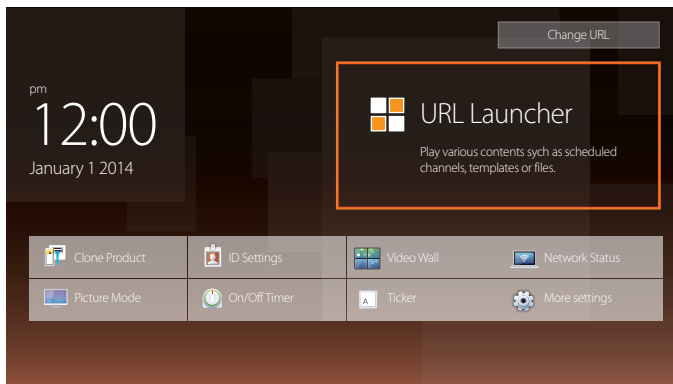 Change URL
pm
12:00
January 1 2014
URL Launcher
Play various contents sych as scheduled
channels, templates or files.
Clone Product
ID Settings
Video Wall
Network Status
Picture Mode
On/Off Timer
A
Ticker
More settings